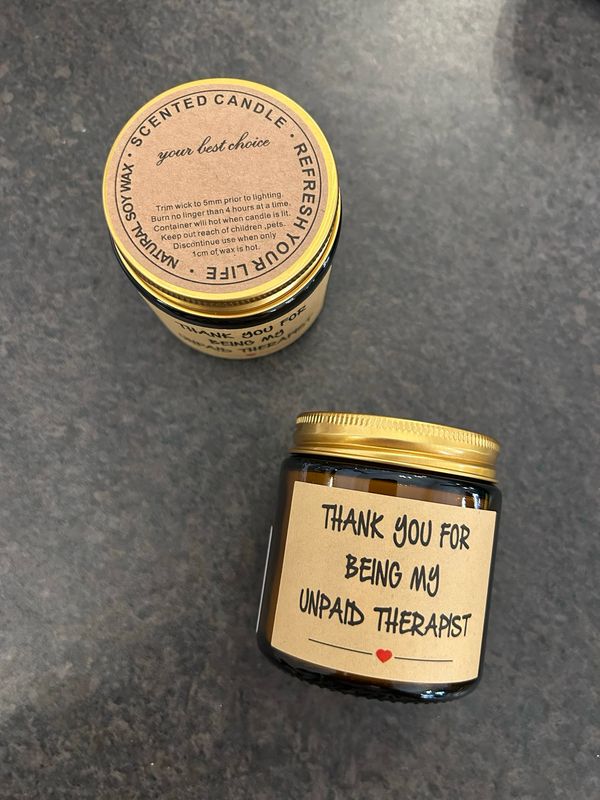 SCENTED CANDLE · REFRESH YOUR LIFE · NATURAL SOY WAX ·
your best choice
Trim wick to 5mm prior to lighting.
Burn no linger than 4 hours at a time.
Container will hot when candle is lit.
Keep out reach of children ,pets.
Discontinue use when only
1cm of wax is hot.
THANK YOU FOR
BEING MY
UNPAID THERAPIST
THANK YOU FOR
BEING MY
UNPAID THERAPIST